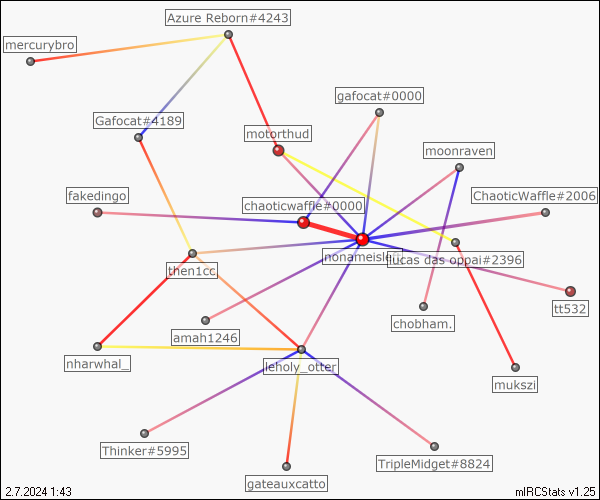 Azure Reborn#4243
mercurybro
gafocat#0000
Gafocat#4189
motorthud
moonraven
fakedingo
ChaoticWaffle#2006
chaoticwaffle#0000
nonameisleft
lucas das oppai#2396
then1cc
tt532
chobham.
amah1246
nharwhal_
leholy_otter
mukszi
Thinker#5995
TripleMidget#8824
gateauxcatto
2.7.2024 1:43
mIRCStats v1.25